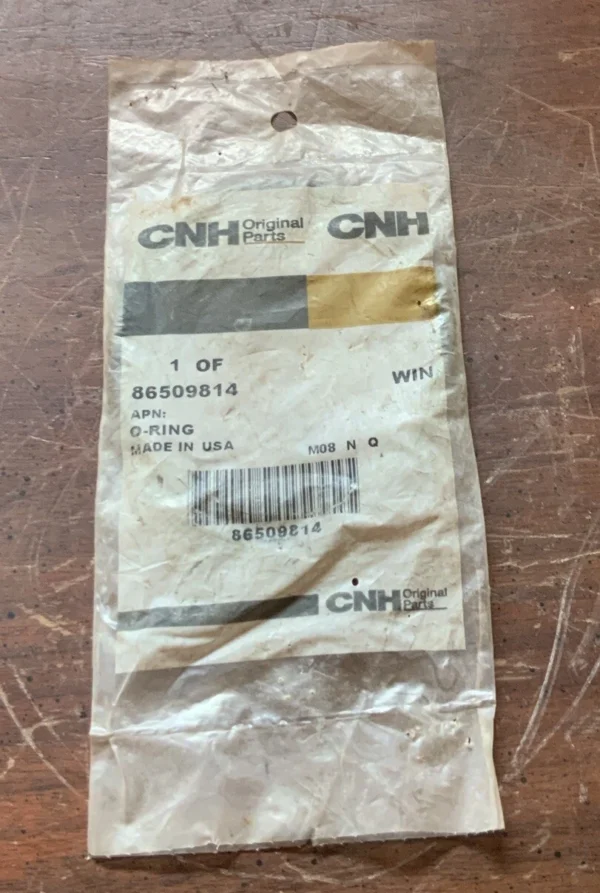 CNH Original Parts CNH
1 OF
86509814 WIN
APN:
O-RING
MADE IN USA M08 N Q
86509814
CNH Original Parts